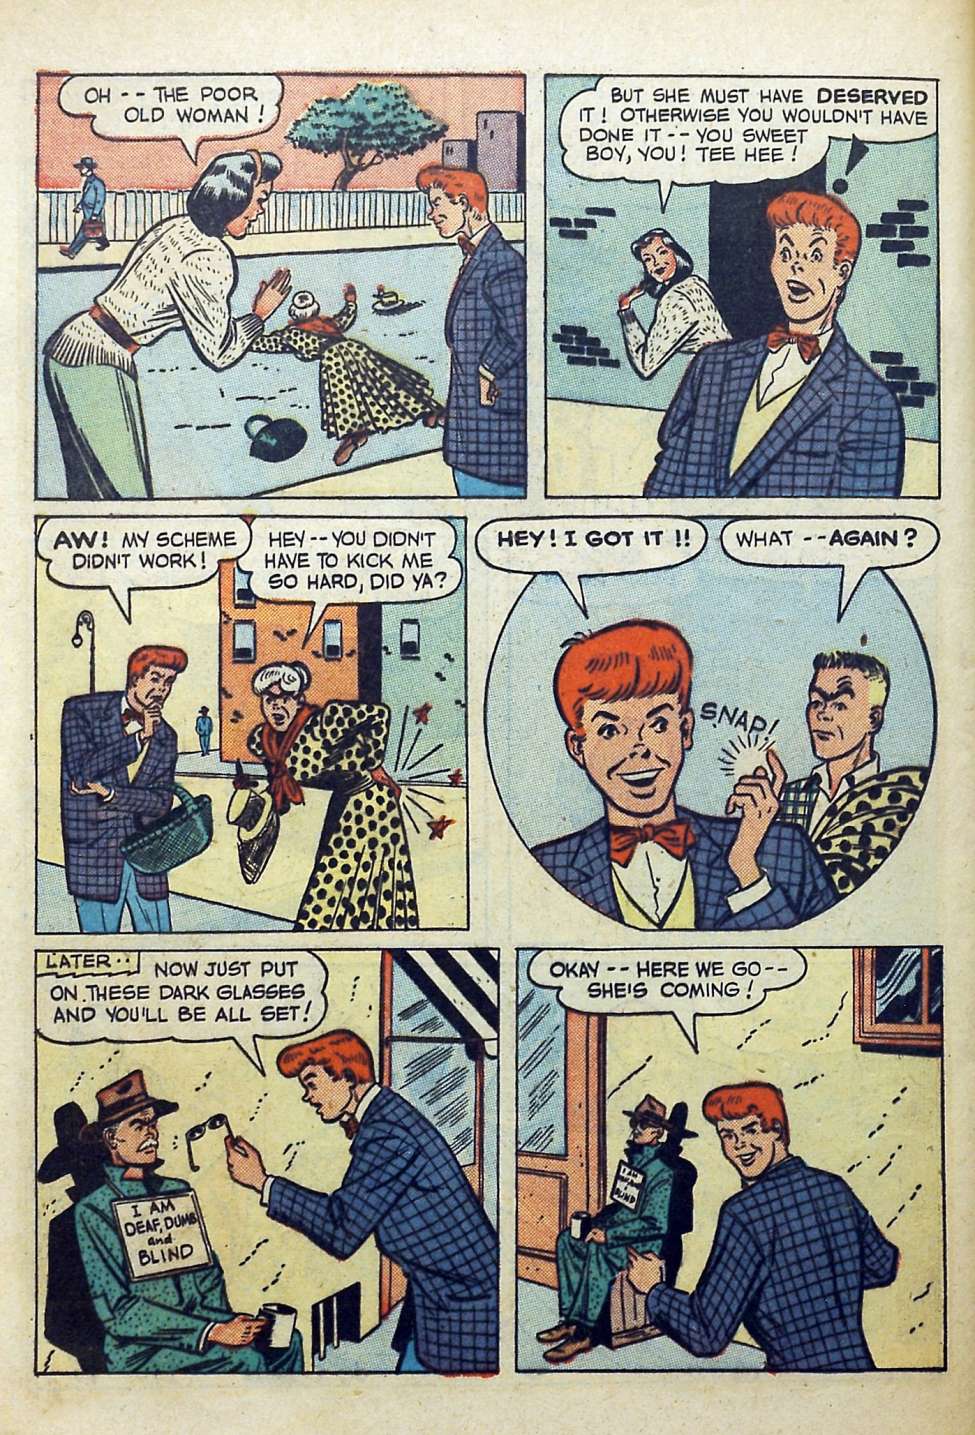 OH -- THE POOR
OLD WOMAN!
BUT SHE MUST HAVE DESERVED
IT! OTHERWISE YOU WOULDN'T HAVE
DONE IT -- YOU SWEET
BOY, YOU! TEE HEE!
!
AW! MY SCHEME
DIDN'T WORK!
HEY -- YOU DIDN'T
HAVE TO KICK ME
SO HARD, DID YA?
HEY! I GOT IT!!
WHAT -- AGAIN?
SNAP!
LATER..
NOW JUST PUT
ON THESE DARK GLASSES
AND YOU'LL BE ALL SET!
I AM
DEAF, DUMB
and
BLIND
OKAY -- HERE WE GO --
SHE'S COMING!
I AM
BLIND